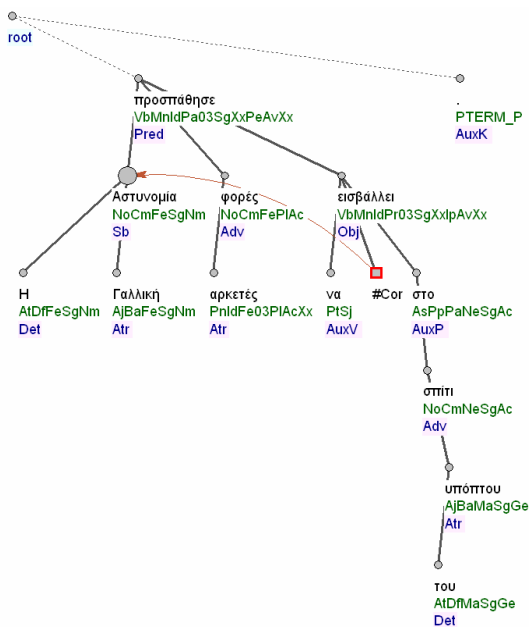 root
προσπάθησε
VbMnIdPa03SgXxPeAvXx
Pred
.
PTERM_P
AuxK
Αστυνομία
NoCmFeSgNm
Sb
φορές
NoCmFePlAc
Adv
εισβάλλει
VbMnIdPr03SgXxIpAvXx
Obj
Η
AtDfFeSgNm
Det
Γαλλική
AjBaFeSgNm
Atr
αρκετές
PnIdFe03PlAcXx
Atr
να
PtSj
AuxV
#Cor
στο
AsPpPaNeSgAc
AuxP
σπίτι
NoCmNeSgAc
Adv
υπόπτου
AjBaMaSgGe
Atr
του
AtDfMaSgGe
Det